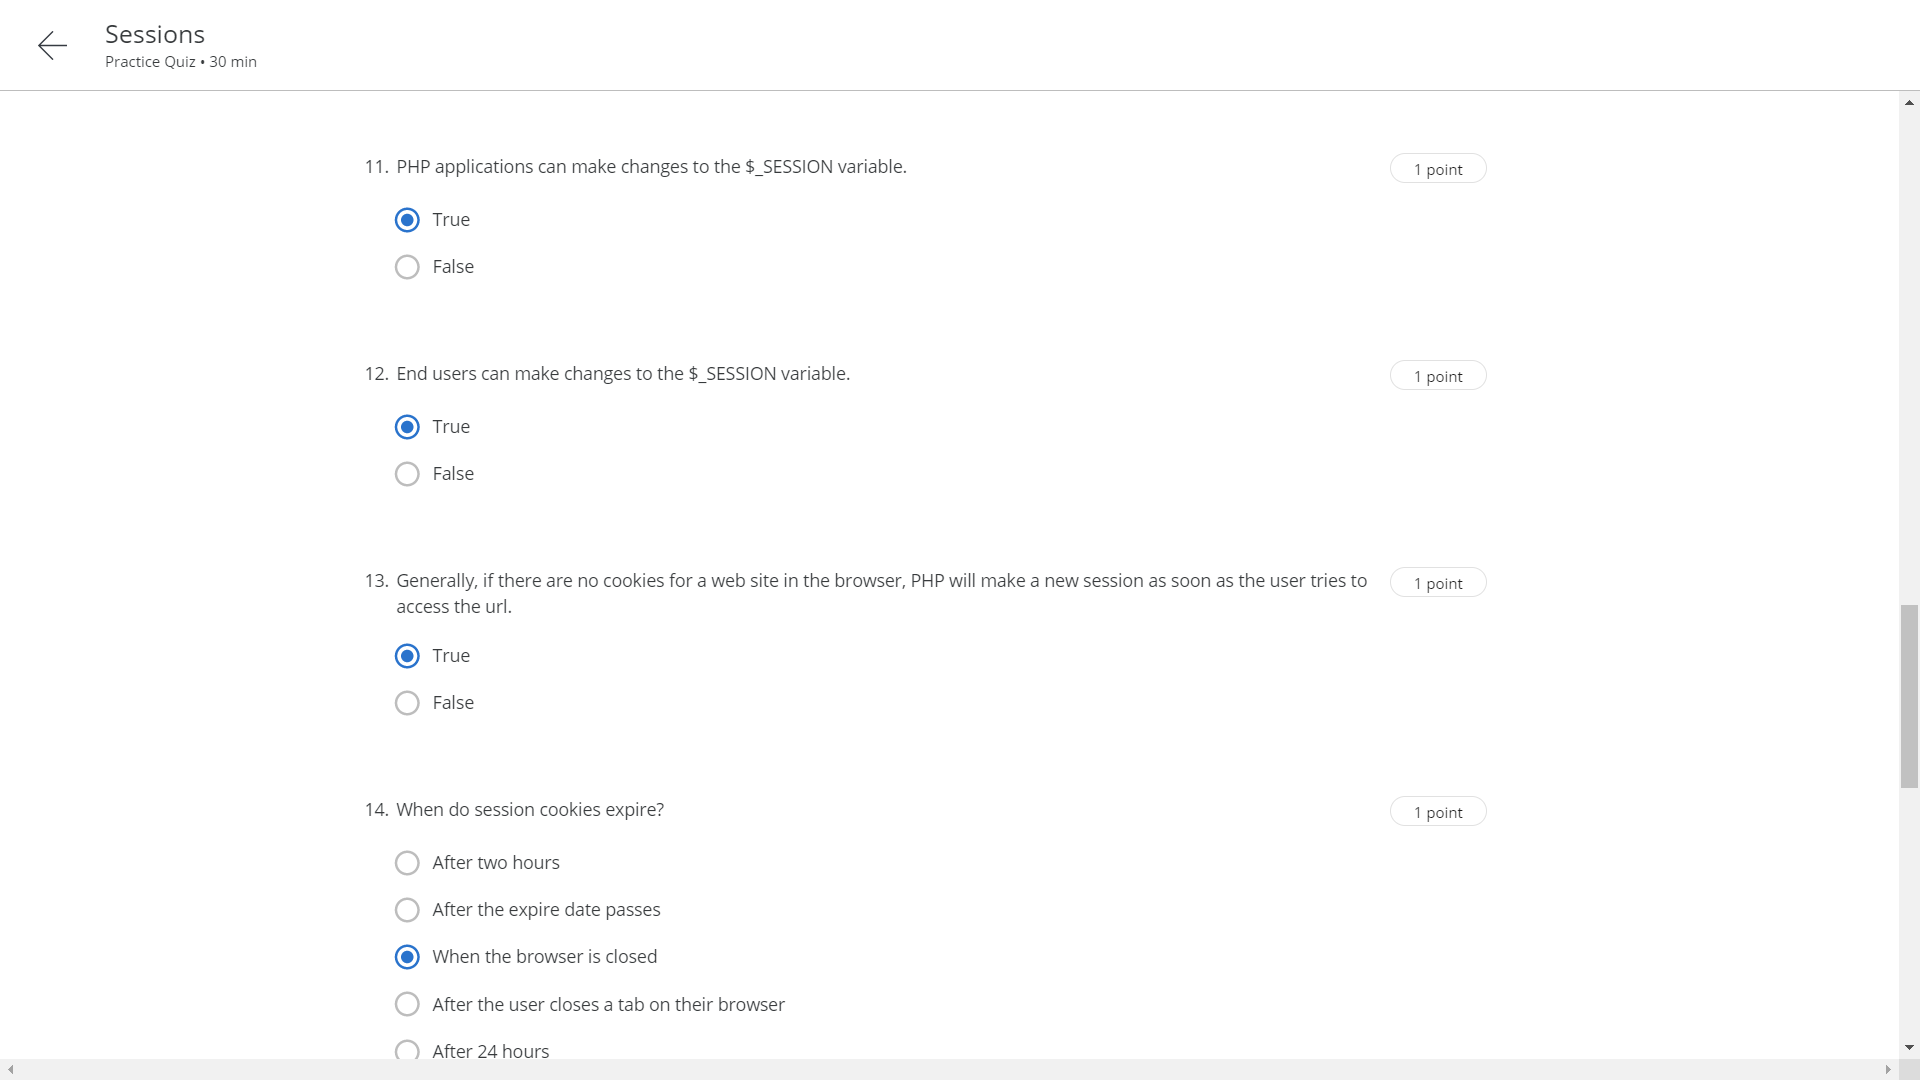 Sessions
Practice Quiz • 30 min
11. PHP applications can make changes to the $_SESSION variable.
1 point
True
False
12. End users can make changes to the $_SESSION variable.
1 point
True
False
13. Generally, if there are no cookies for a web site in the browser, PHP will make a new session as soon as the user tries to
access the url.
1 point
True
False
14. When do session cookies expire?
1 point
After two hours
After the expire date passes
When the browser is closed
After the user closes a tab on their browser
After 24 hours